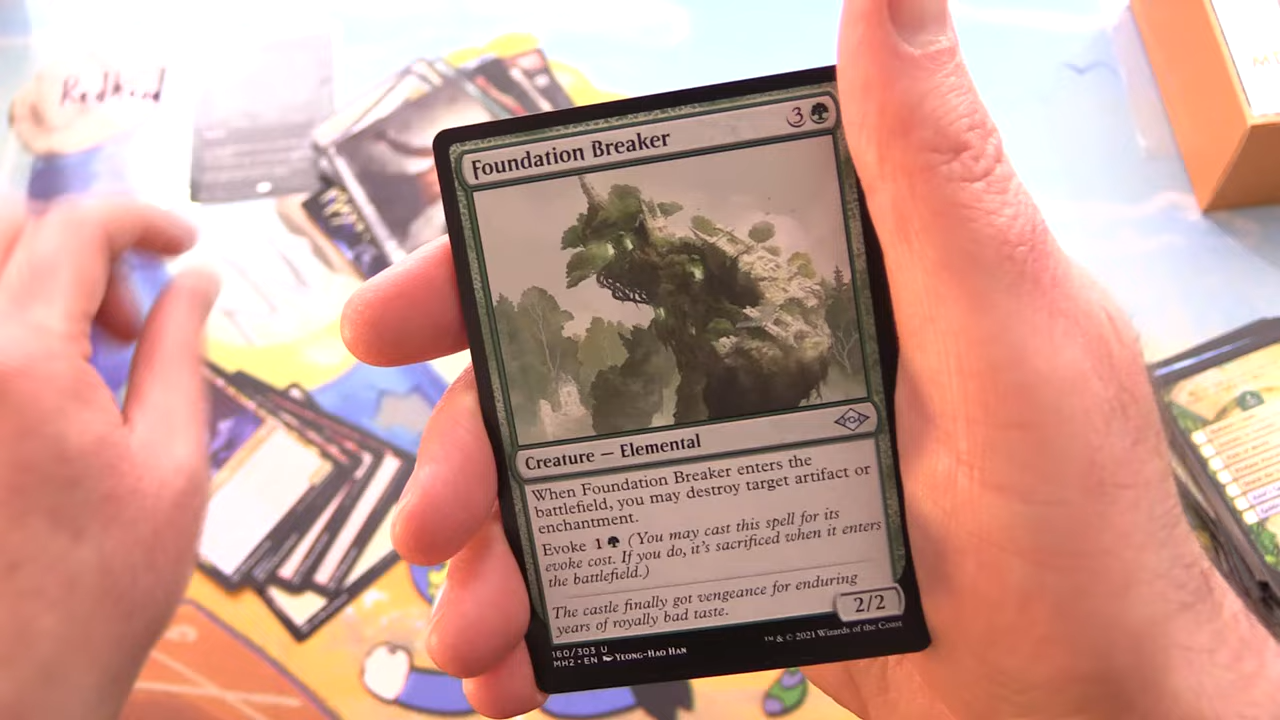 Redhead
Foundation Breaker
3
Creature — Elemental
When Foundation Breaker enters the
battlefield, you may destroy target artifact or
enchantment.
Evoke 1 (You may cast this spell for its
evoke cost. If you do, it's sacrificed when it enters
the battlefield.)
The castle finally got vengeance for enduring
years of royally bad taste.
2/2
160/303 U
MH2 • EN Yeong-Hao Han
™ & © 2021 Wizards of the Coast